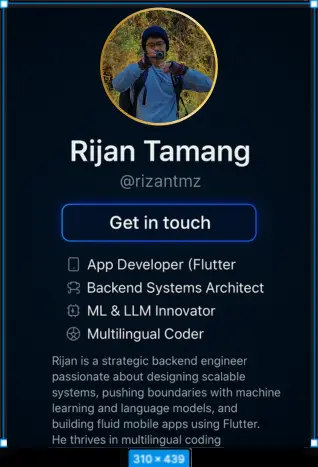 Rijan Tamang
@rizantmz
Get in touch
App Developer (Flutter
Backend Systems Architect
ML & LLM Innovator
Multilingual Coder
Rijan is a strategic backend engineer
passionate about designing scalable
systems, pushing boundaries with machine
learning and language models, and
building fluid mobile apps using Flutter.
He thrives in multilingual coding
310 × 439